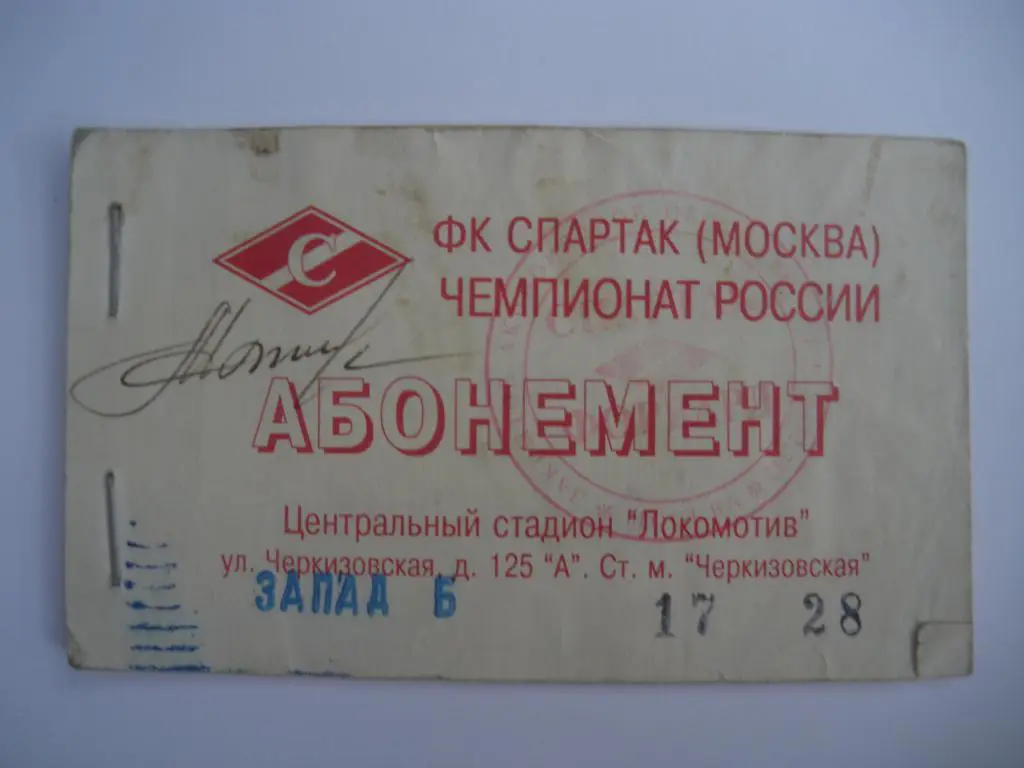 С
ФК СПАРТАК (МОСКВА)
ЧЕМПИОНАТ РОССИИ
АБОНЕМЕНТ
Центральный стадион "Локомотив"
ул. Черкизовская, д. 125 "А". Ст. м. "Черкизовская"
ЗАПАД Б 17 28